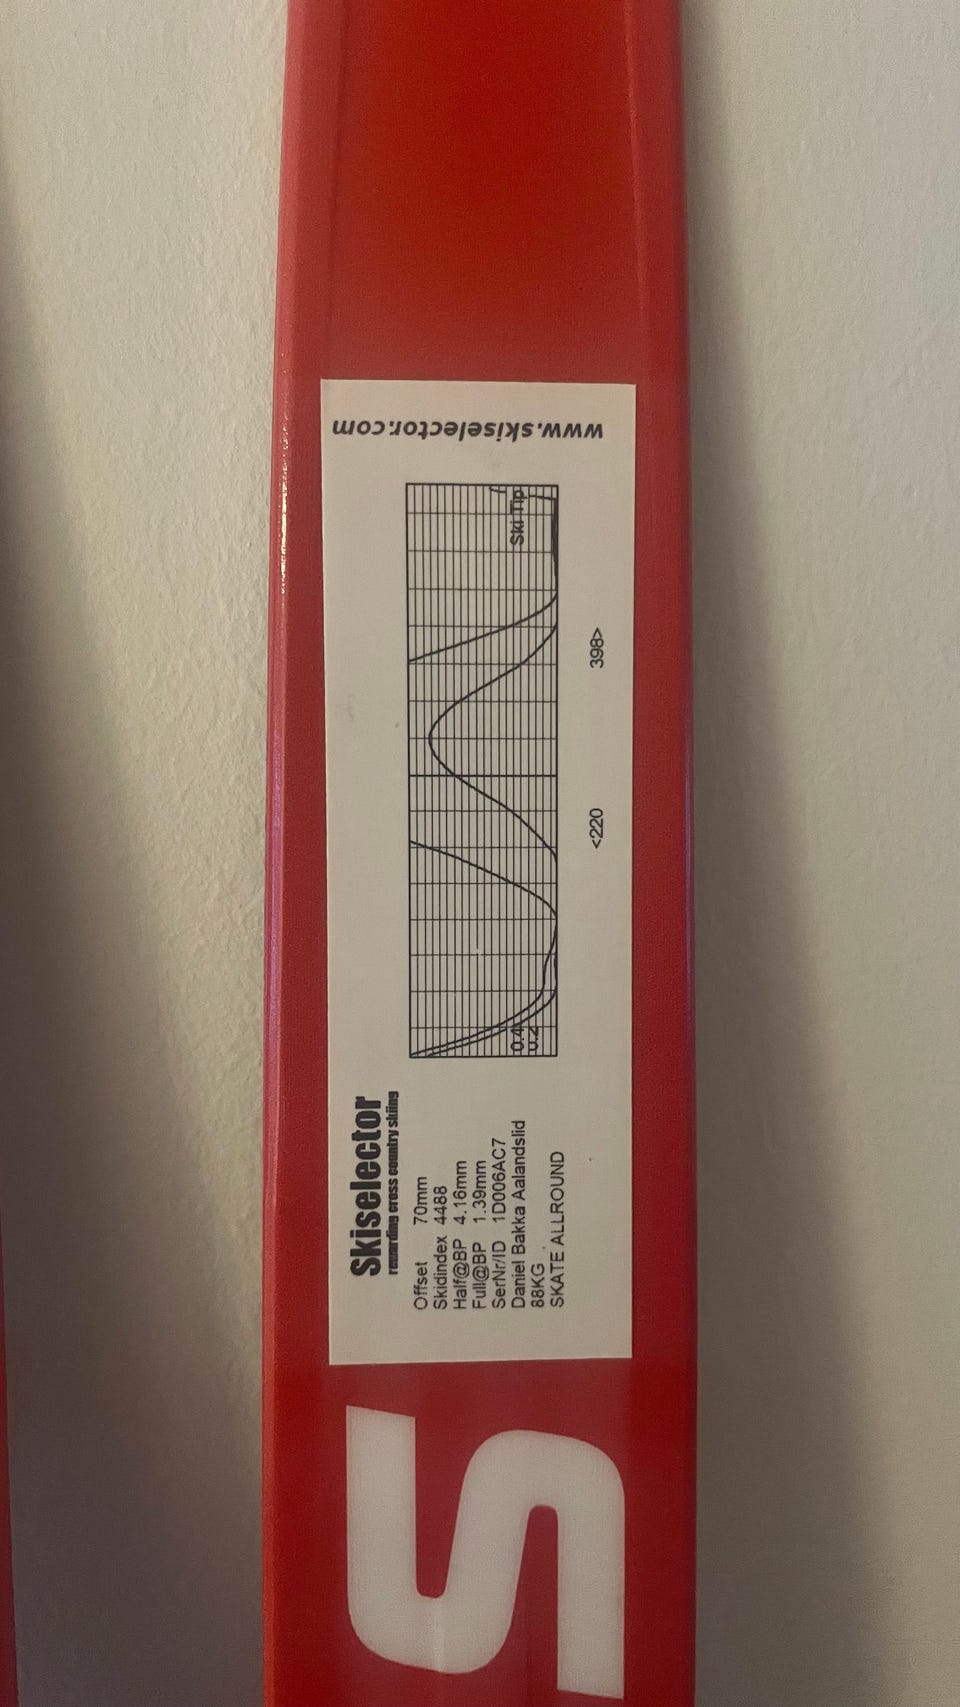 Skiselector
rewarding cross country skiing
Offset 70mm
Skidindex 4488
Half@BP 4.16mm
Full@BP 1.39mm
SerNr/ID 1D006AC7
Daniel Bakka Aalandslid
88KG
SKATE ALLROUND
0.4
0.2
Ski Tip
<220
398>
www.skiselector.com
S